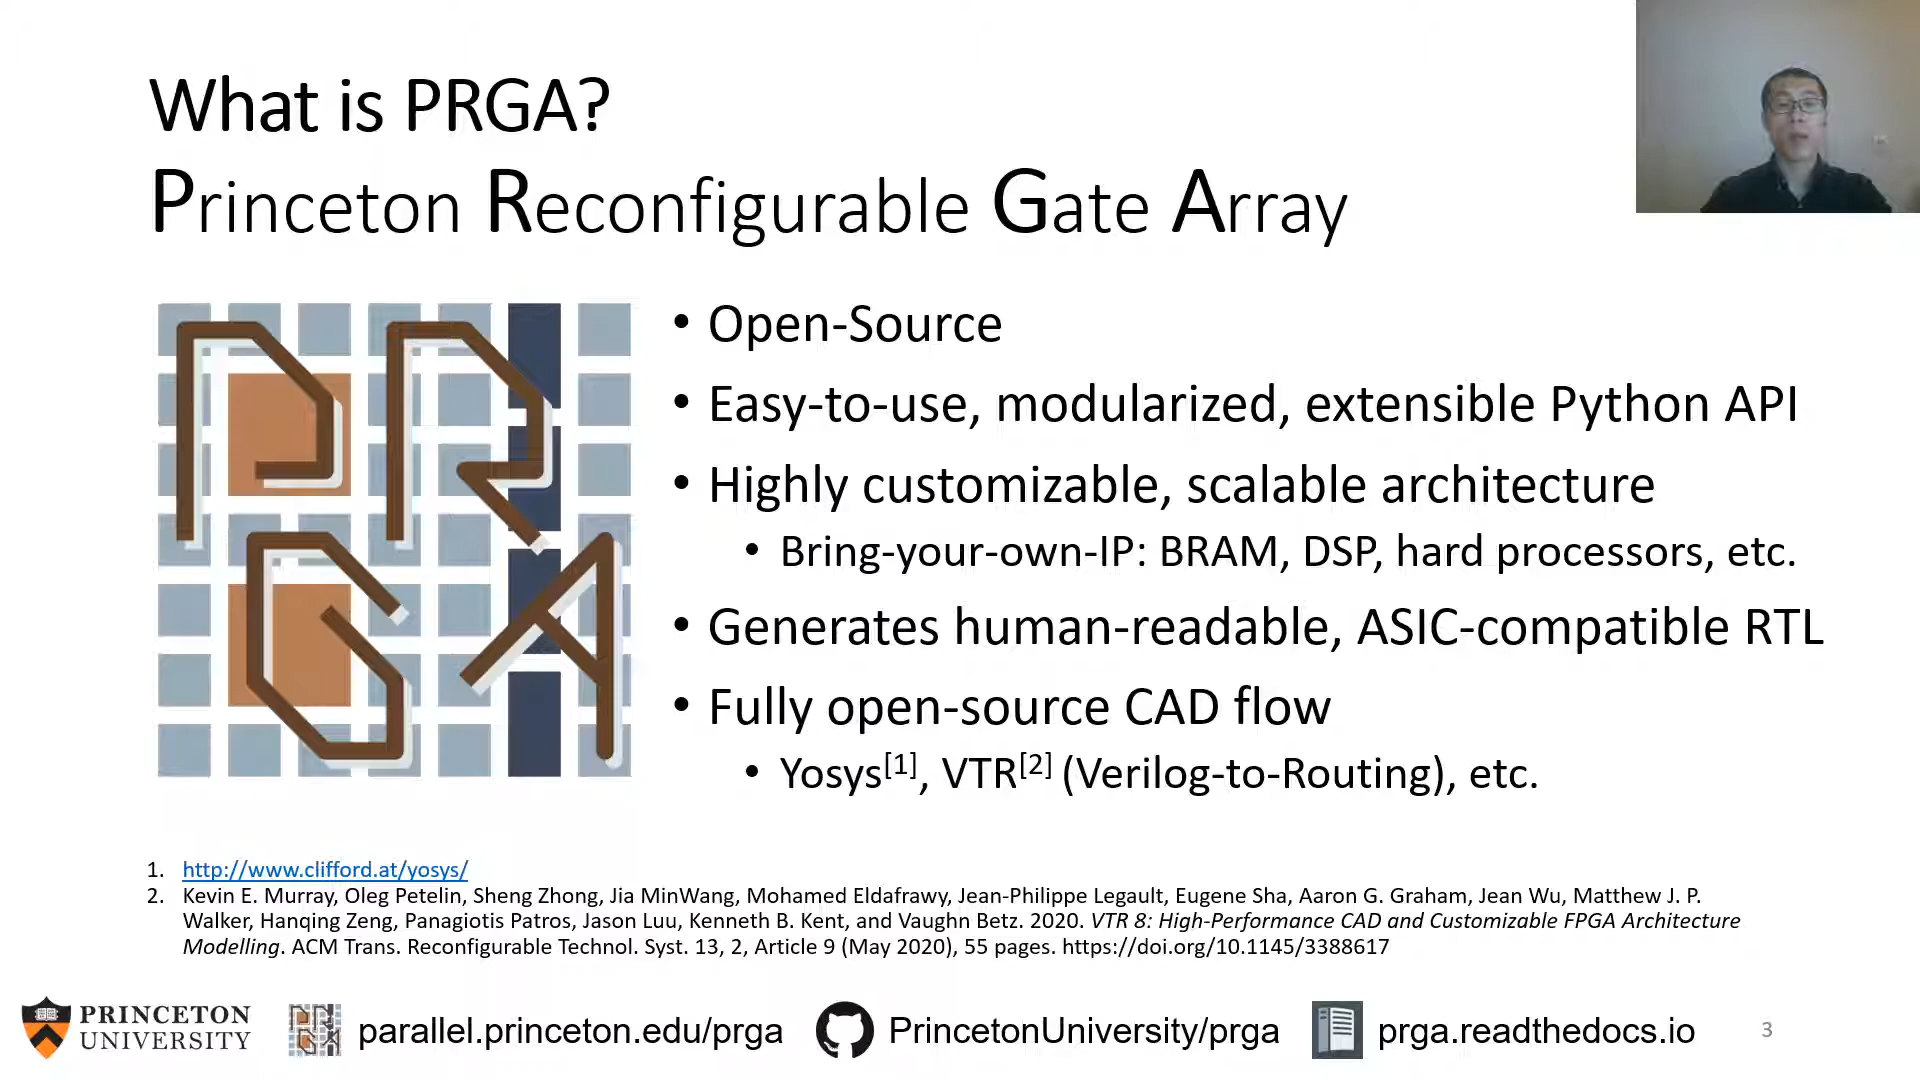 What is PRGA?
Princeton Reconfigurable Gate Array
PRGA
• Open-Source
• Easy-to-use, modularized, extensible Python API
• Highly customizable, scalable architecture
• Bring-your-own-IP: BRAM, DSP, hard processors, etc.
• Generates human-readable, ASIC-compatible RTL
• Fully open-source CAD flow
• Yosys[1], VTR[2] (Verilog-to-Routing), etc.
1. http://www.clifford.at/yosys/
2. Kevin E. Murray, Oleg Petelin, Sheng Zhong, Jia MinWang, Mohamed Eldafrawy, Jean-Philippe Legault, Eugene Sha, Aaron G. Graham, Jean Wu, Matthew J. P.
Walker, Hanqing Zeng, Panagiotis Patros, Jason Luu, Kenneth B. Kent, and Vaughn Betz. 2020. VTR 8: High-Performance CAD and Customizable FPGA Architecture
Modelling. ACM Trans. Reconfigurable Technol. Syst. 13, 2, Article 9 (May 2020), 55 pages. https://doi.org/10.1145/3388617
PRINCETON
UNIVERSITY
PRGA
parallel.princeton.edu/prga
PrincetonUniversity/prga
prga.readthedocs.io
3